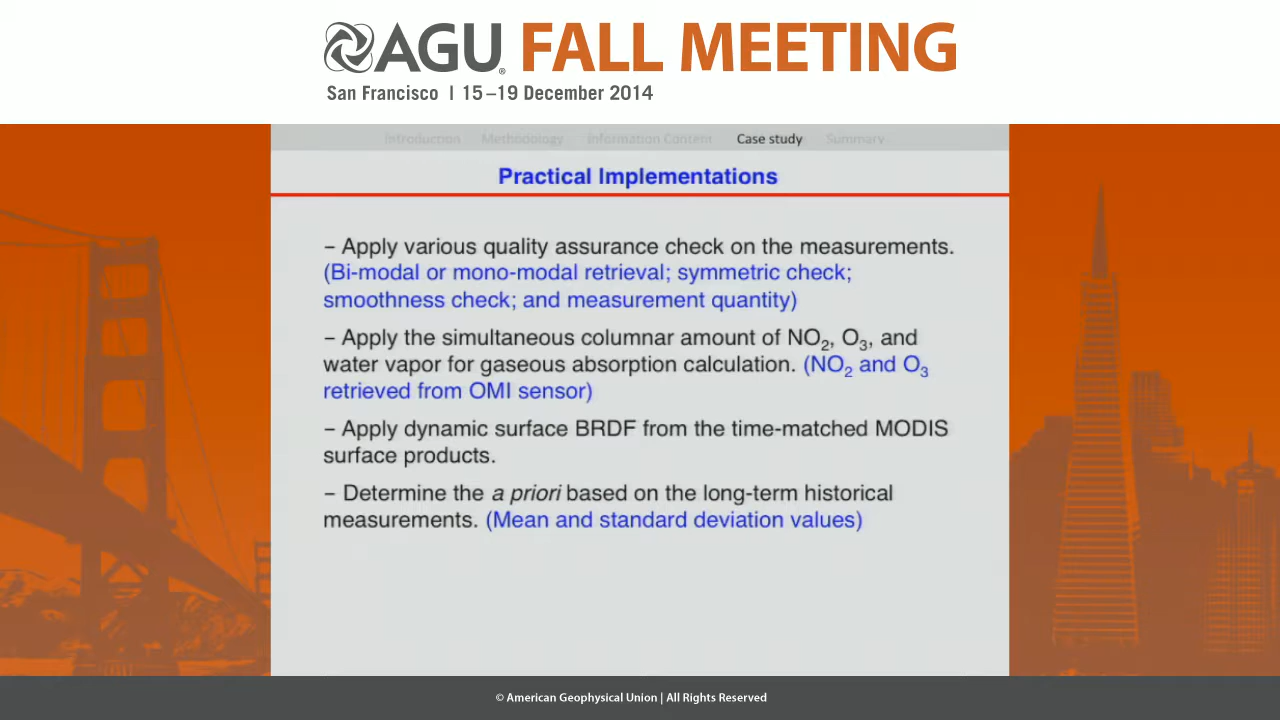 AGU® FALL MEETING
San Francisco | 15–19 December 2014
Introduction Methodology Information Content Case study Summary
Practical Implementations
– Apply various quality assurance check on the measurements.
(Bi-modal or mono-modal retrieval; symmetric check;
smoothness check; and measurement quantity)
– Apply the simultaneous columnar amount of NO₂, O₃, and
water vapor for gaseous absorption calculation. (NO₂ and O₃
retrieved from OMI sensor)
– Apply dynamic surface BRDF from the time-matched MODIS
surface products.
– Determine the a priori based on the long-term historical
measurements. (Mean and standard deviation values)
© American Geophysical Union | All Rights Reserved